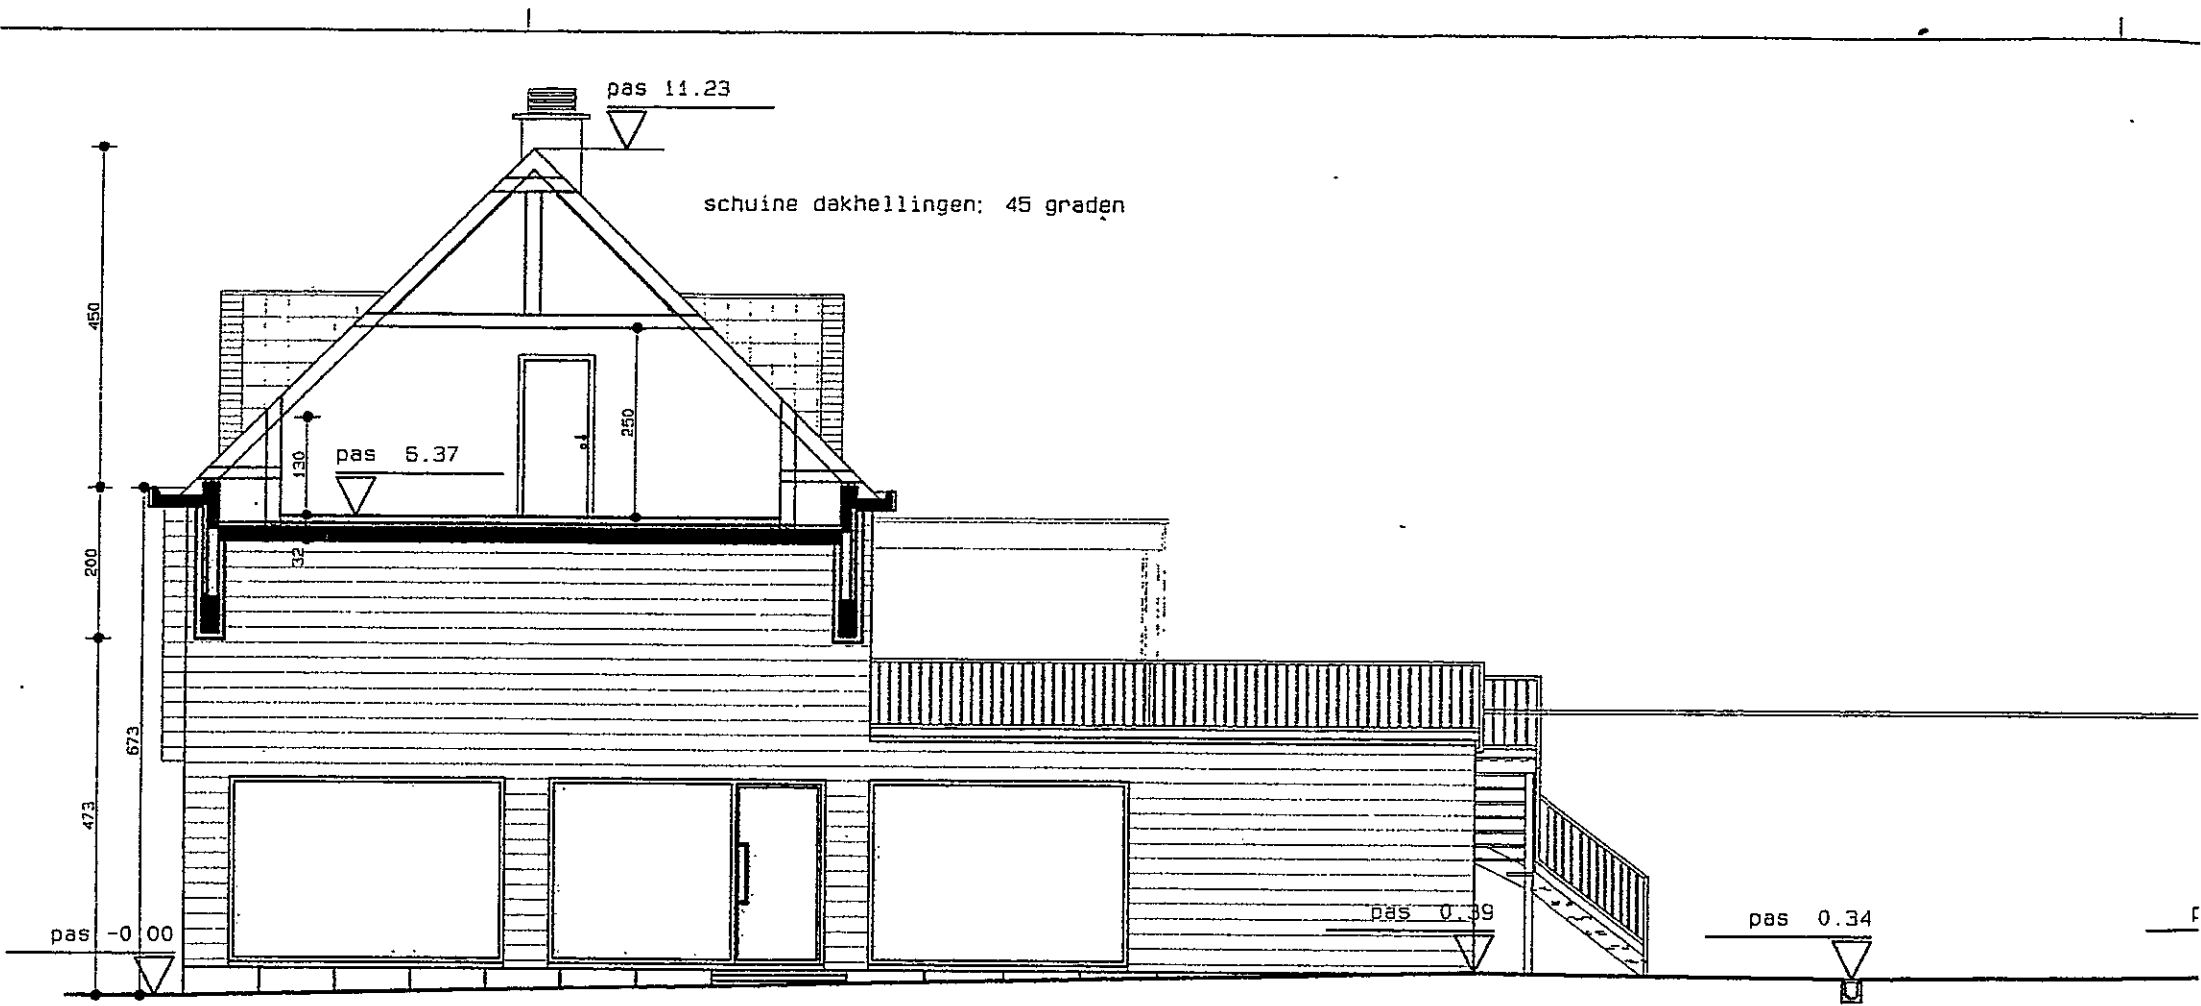 pas 11.23
schuine dakhellingen: 45 graden
450
250
130
pas 6.37
32
200
673
473
pas -0 00
pas 0.39
pas 0.34